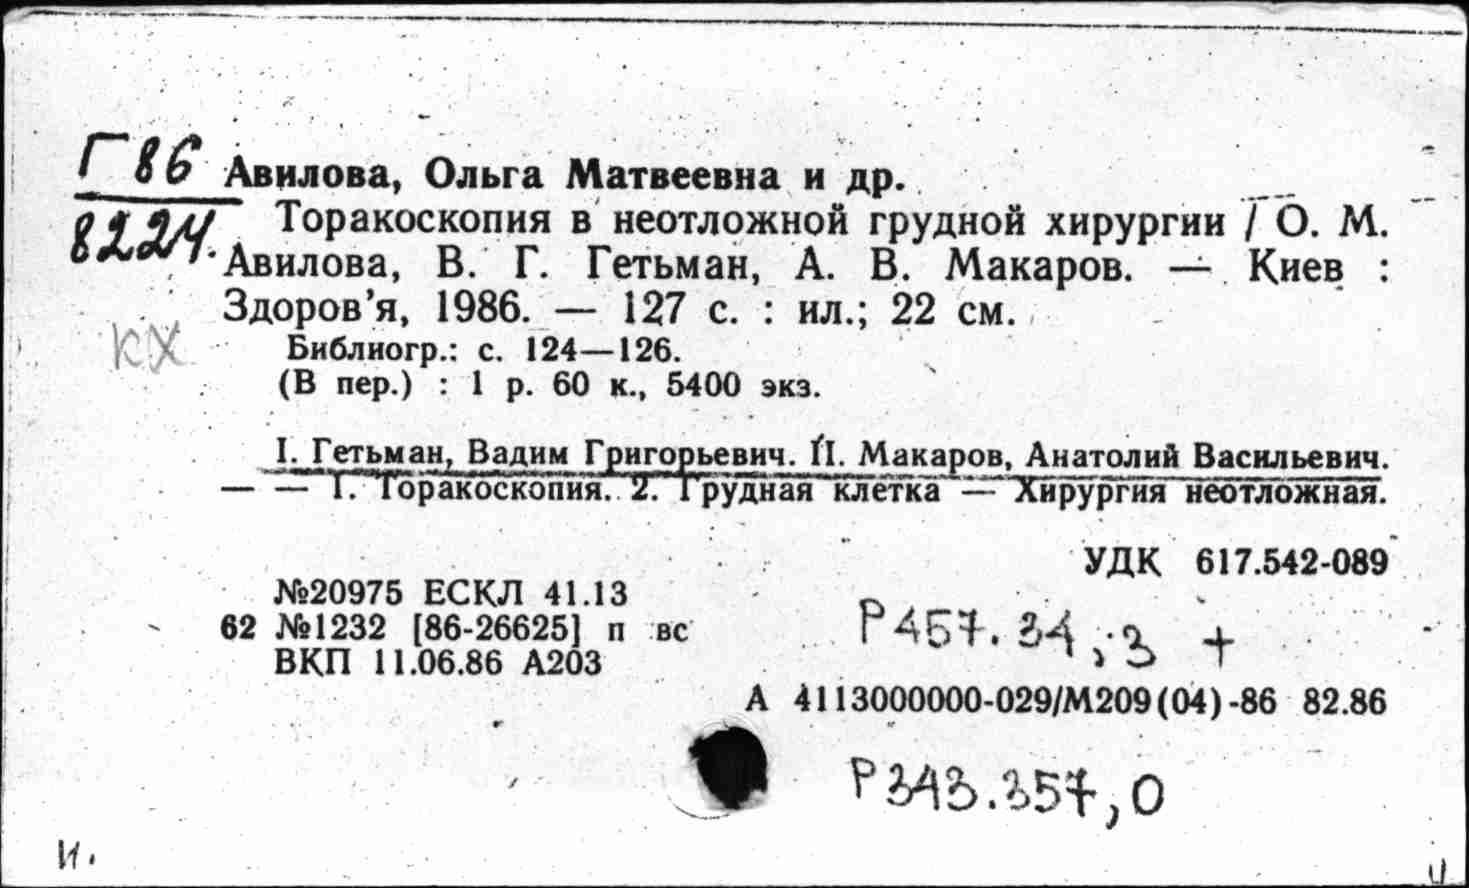 Г 86 Авилова, Ольга Матвеевна и др.
8224. Торакоскопия в неотложной грудной хирургии / О. М.
Авилова, В. Г. Гетьман, А. В. Макаров. — Киев :
Здоров’я, 1986. — 127 с. : ил.; 22 см.
кх Библиогр.: с. 124—126.
(В пер.) : 1 р. 60 к., 5400 экз.
I. Гетьман, Вадим Григорьевич. II. Макаров, Анатолий Васильевич.
— — 1. Торакоскопия. 2. Грудная клетка — Хирургия неотложная.
УДК 617.542-089
№20975 ЕСКЛ 41.13
62 №1232 [86-26625] п вс
ВКП 11.06.86 А203
Р457.34,3 +
А 4113000000-029/М209(04)-86 82.86
Р343.357,0
и.